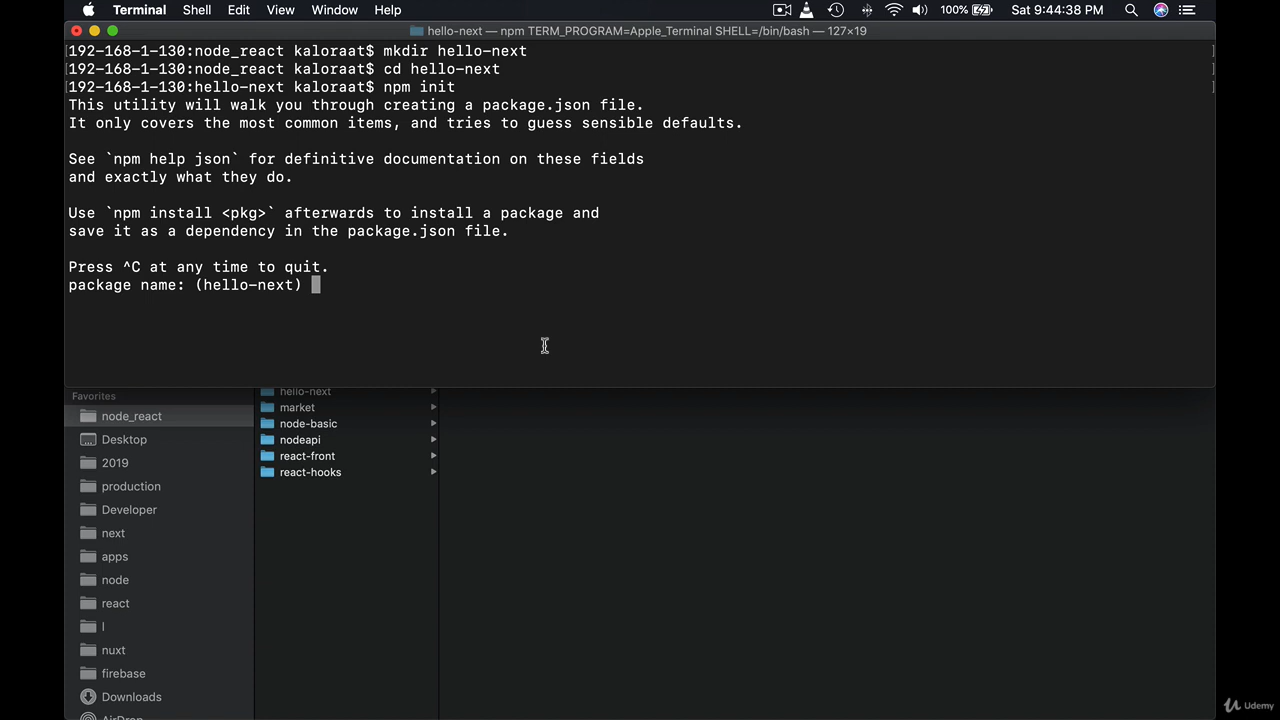 Terminal Shell Edit View Window Help 100% Sat 9:44:38 PM
hello-next — npm TERM_PROGRAM=Apple_Terminal SHELL=/bin/bash — 127×19
[192-168-1-130:node_react kaloraat$ mkdir hello-next ]
[192-168-1-130:node_react kaloraat$ cd hello-next ]
[192-168-1-130:hello-next kaloraat$ npm init ]
This utility will walk you through creating a package.json file.
It only covers the most common items, and tries to guess sensible defaults.
See `npm help json` for definitive documentation on these fields
and exactly what they do.
Use `npm install <pkg>` afterwards to install a package and
save it as a dependency in the package.json file.
Press ^C at any time to quit.
package name: (hello-next)
Favorites
node_react
Desktop
2019
production
Developer
next
apps
node
react
l
nuxt
firebase
Downloads
AirDrop
hello-next
market
node-basic
nodeapi
react-front
react-hooks
Udemy